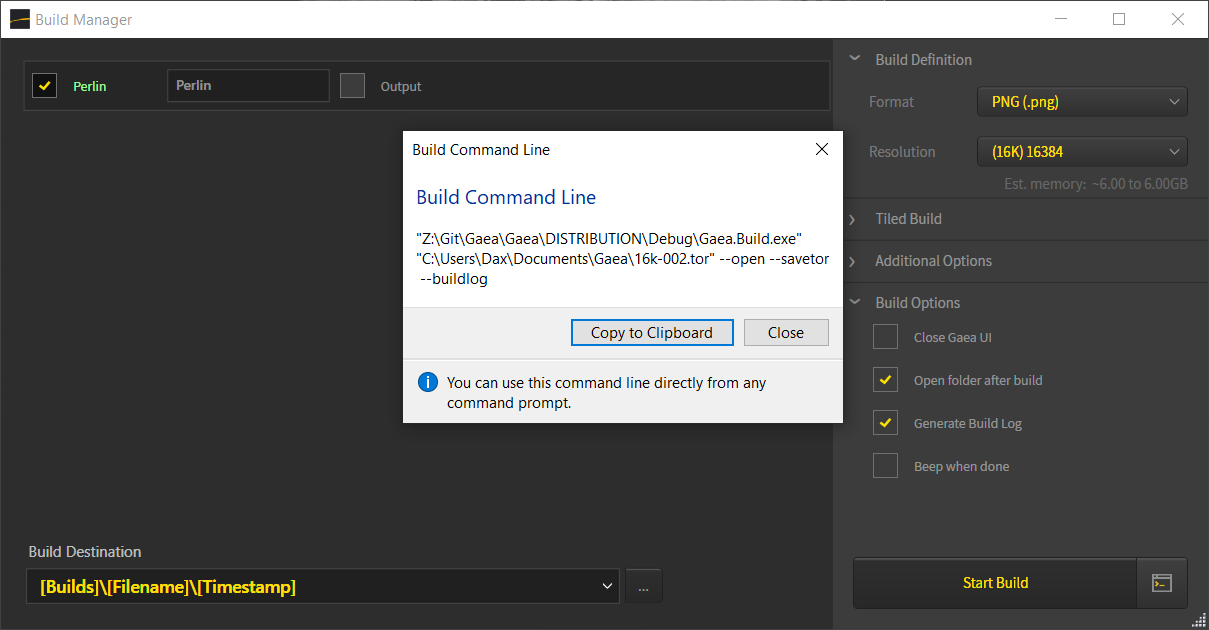 Build Manager
Perlin
Perlin
Output
Build Definition
Format
PNG (.png)
Resolution
(16K) 16384
Est. memory: ~6.00 to 6.00GB
Tiled Build
Additional Options
Build Options
Close Gaea UI
Open folder after build
Generate Build Log
Beep when done
Build Command Line
Build Command Line
"Z:\Git\Gaea\Gaea\DISTRIBUTION\Debug\Gaea.Build.exe"
"C:\Users\Dax\Documents\Gaea\16k-002.tor" --open --savetor
--buildlog
Copy to Clipboard
Close
You can use this command line directly from any
command prompt.
Build Destination
[Builds]\[Filename]\[Timestamp]
...
Start Build